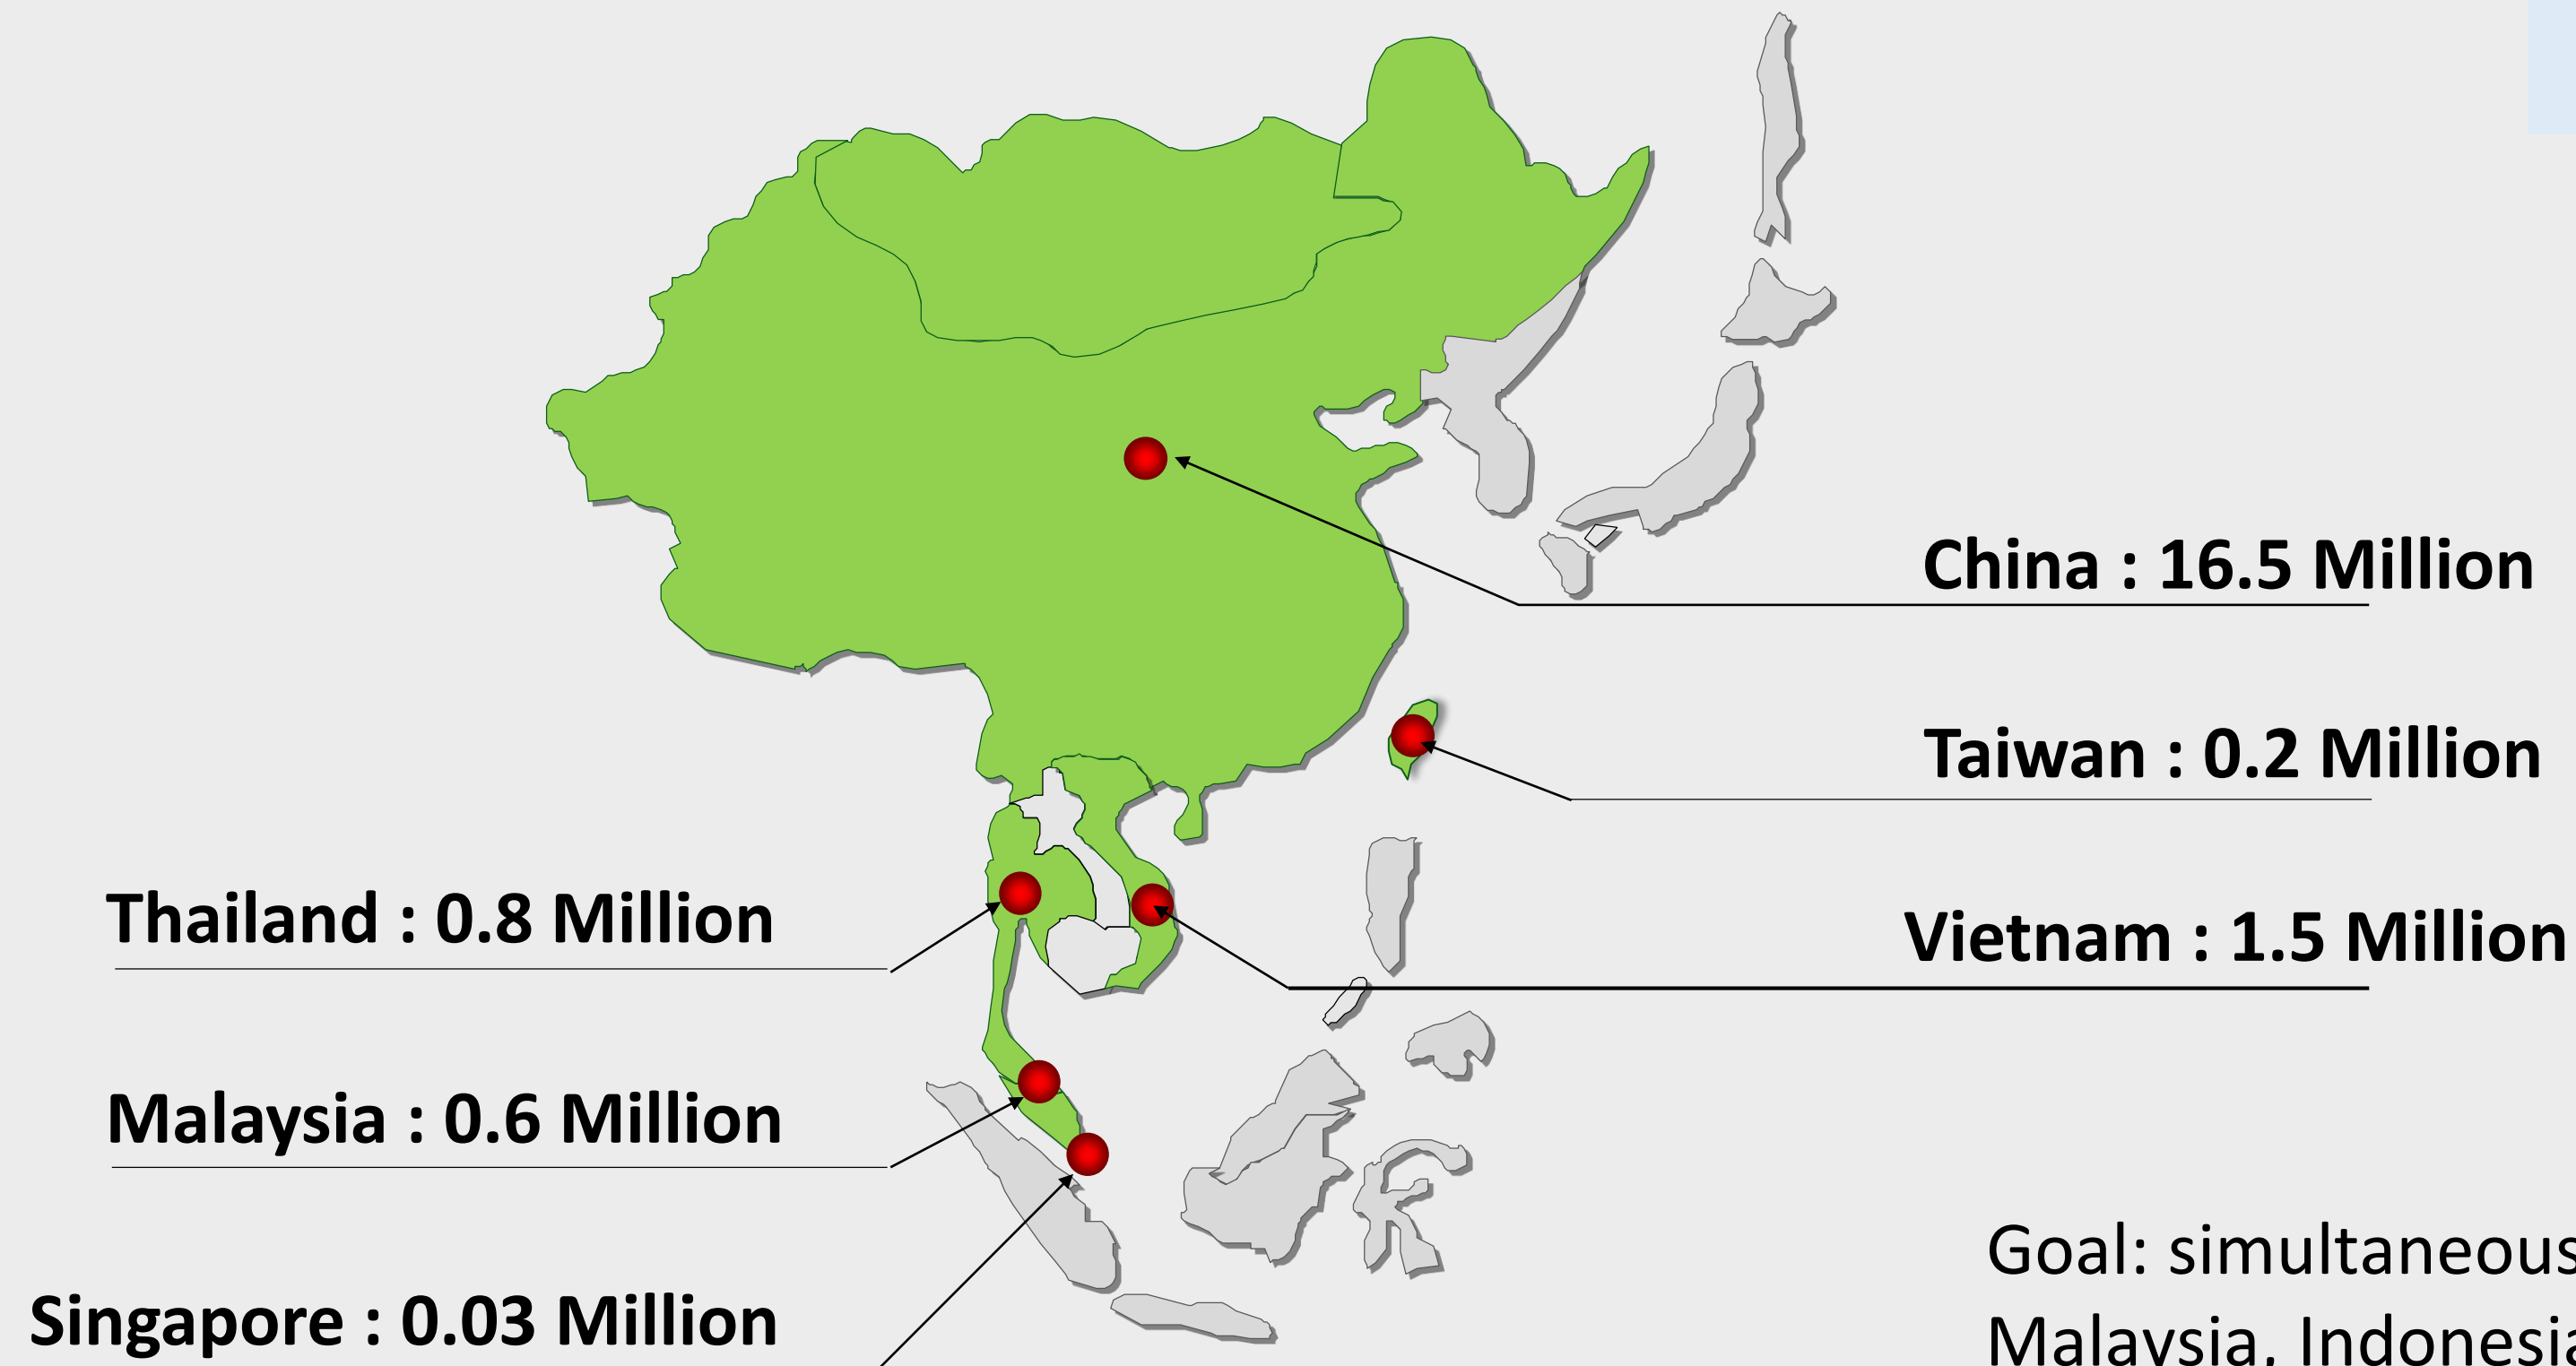 China : 16.5 Million
Taiwan : 0.2 Million
Thailand : 0.8 Million
Vietnam : 1.5 Million
Malaysia : 0.6 Million
Singapore : 0.03 Million
Goal: simultaneous
Malaysia, Indonesia